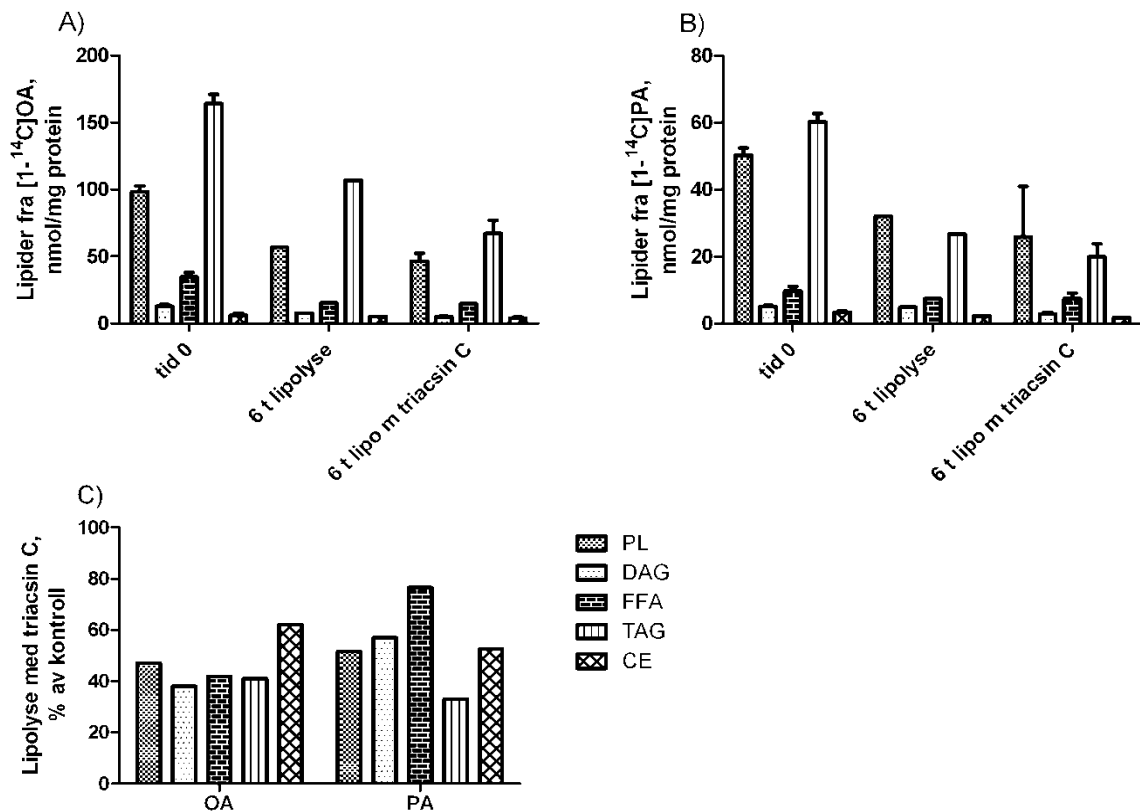 A)
Lipider fra [1-¹⁴C]OA,
nmol/mg protein
200
150
100
50
0
tid 0
6 t lipolyse
6 t lipo m triacsin C
B)
Lipider fra [1-¹⁴C]PA,
nmol/mg protein
80
60
40
20
0
tid 0
6 t lipolyse
6 t lipo m triacsin C
C)
Lipolyse med triacsin C,
% av kontroll
100
80
60
40
20
0
OA
PA
PL
DAG
FFA
TAG
CE